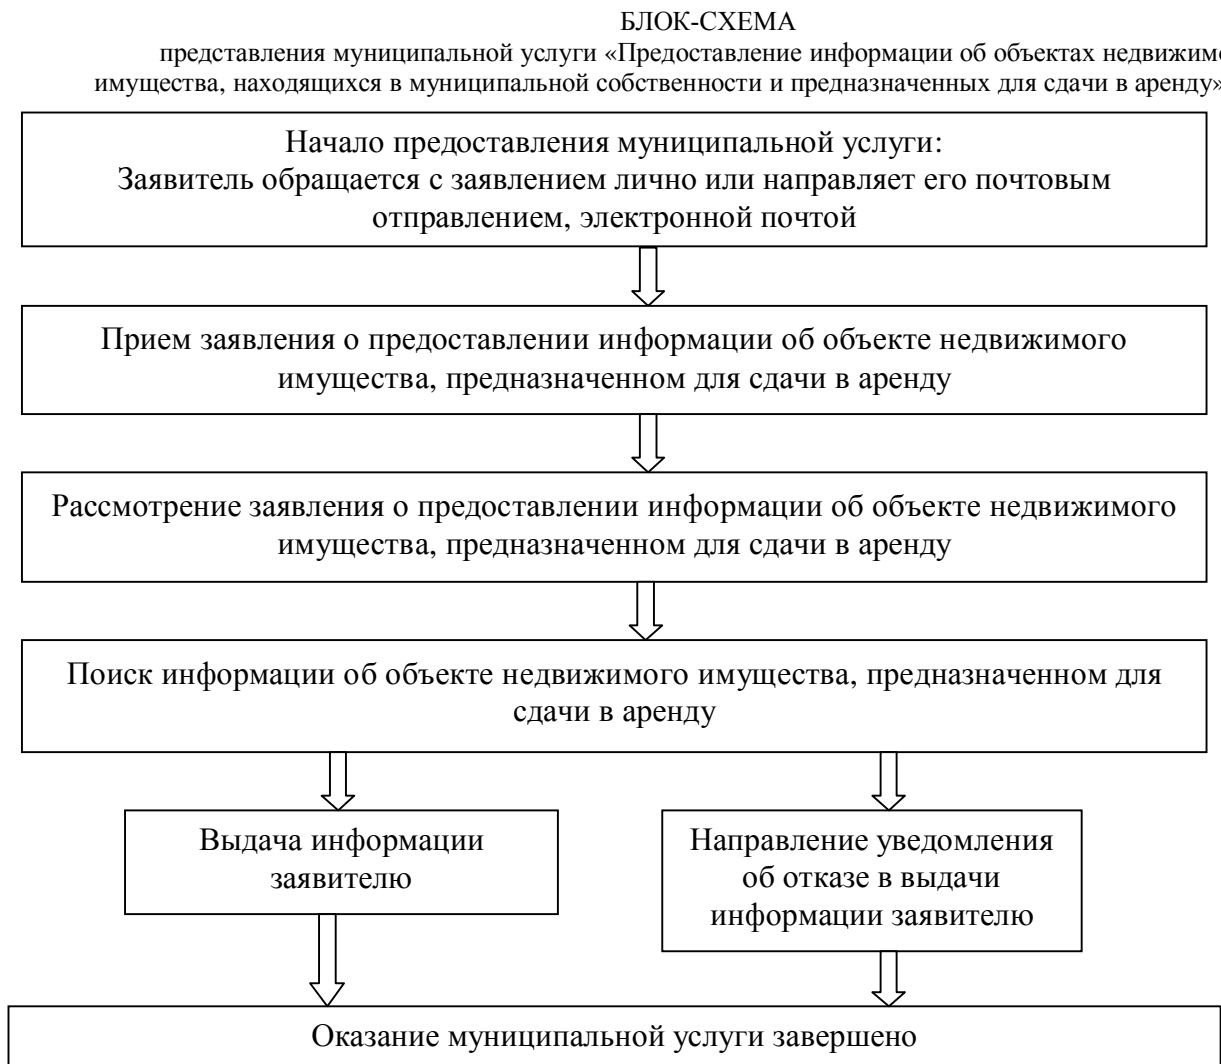 БЛОК-СХЕМА
представления муниципальной услуги «Предоставление информации об объектах
имущества, находящихся в муниципальной собственности и предназначенных для сдачи в аренду»
Начало предоставления муниципальной услуги:
Заявитель обращается с заявлением лично или направляет его почтовым
отправлением, электронной почтой
Прием заявления о предоставлении информации об объекте недвижимого
имущества, предназначенном для сдачи в аренду
Рассмотрение заявления о предоставлении информации об объекте недвижимого
имущества, предназначенном для сдачи в аренду
Поиск информации об объекте недвижимого имущества, предназначенном для
сдачи в аренду
Выдача информации
заявителю
Направление уведомления
об отказе в выдачи
информации заявителю
Оказание муниципальной услуги завершено